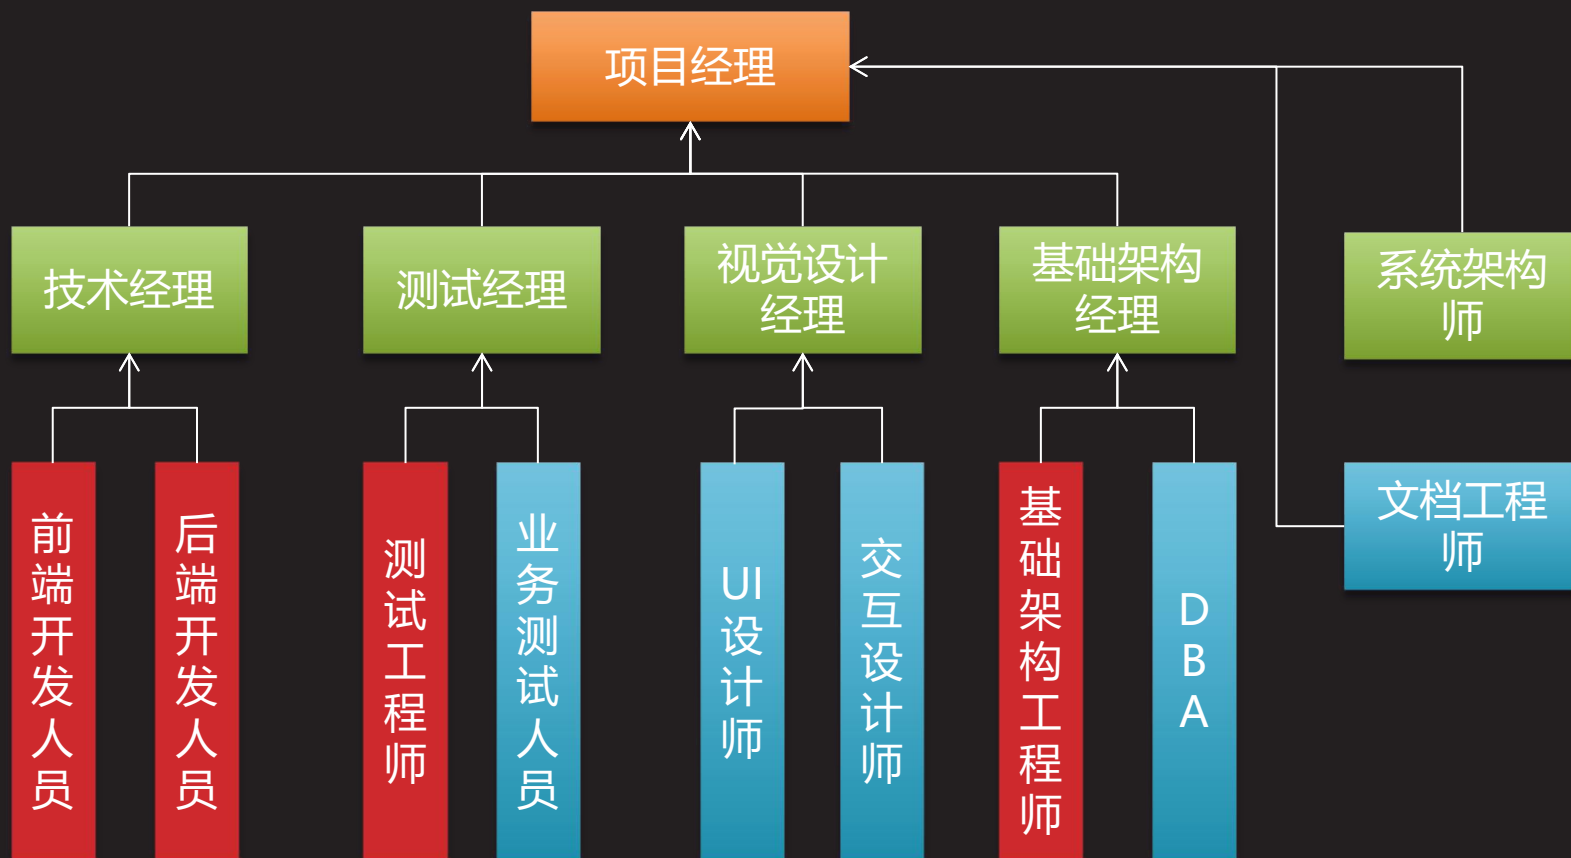 项目经理
技术经理
测试经理
视觉设计
经理
基础架构
经理
系统架构
师
前端开发人员
后端开发人员
测试工程师
业务测试人员
UI设计师
交互设计师
基础架构工程师
DBA
文档工程
师